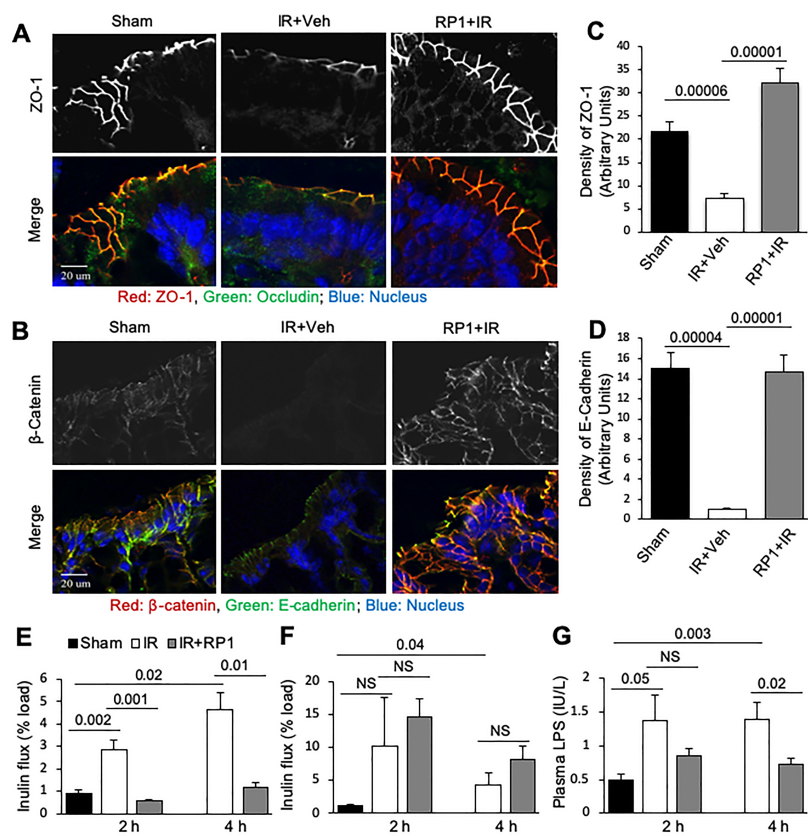 A
Sham
IR+Veh
RP1+IR
ZO-1
Merge
20 um
Red: ZO-1, Green: Occludin; Blue: Nucleus
B
Sham
IR+Veh
RP1+IR
β-Catenin
Merge
20 um
Red: β-catenin, Green: E-cadherin; Blue: Nucleus
C
Density of ZO-1
(Arbitrary Units)
40
35
30
25
20
15
10
5
0
0.00006
0.00001
Sham
IR+Veh
RP1+IR
D
Density of E-Cadherin
(Arbitrary Units)
18
16
14
12
10
8
6
4
2
0
0.00004
0.00001
Sham
IR+Veh
RP1+IR
E
Sham IR IR+RP1
Inulin flux (% load)
6
5
4
3
2
1
0
0.02
0.01
0.001
0.002
2 h 4 h
F
Inulin flux (% load)
20
15
10
5
0
0.04
NS
NS
NS
2 h 4 h
G
Plasma LPS (IU/L)
2
1.5
1
0.5
0
0.003
NS
0.05
0.02
2 h 4 h